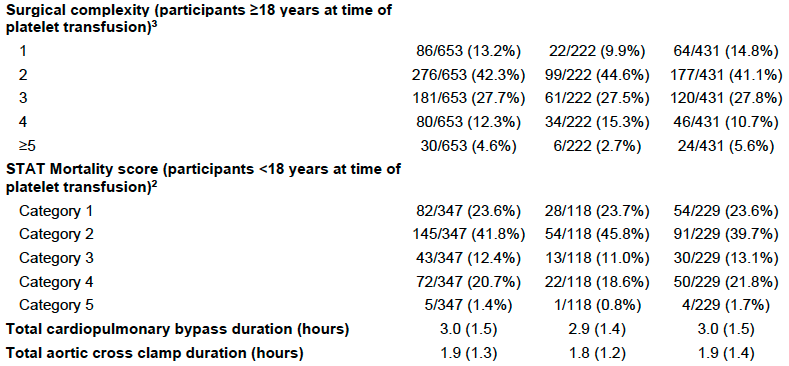 Surgical complexity (participants ≥18 years at time of
platelet transfusion)3
1 86/653 (13.2%) 22/222 (9.9%) 64/431 (14.8%)
2 276/653 (42.3%) 99/222 (44.6%) 177/431 (41.1%)
3 181/653 (27.7%) 61/222 (27.5%) 120/431 (27.8%)
4 80/653 (12.3%) 34/222 (15.3%) 46/431 (10.7%)
≥5 30/653 (4.6%) 6/222 (2.7%) 24/431 (5.6%)
STAT Mortality score (participants <18 years at time of
platelet transfusion)2
Category 1 82/347 (23.6%) 28/118 (23.7%) 54/229 (23.6%)
Category 2 145/347 (41.8%) 54/118 (45.8%) 91/229 (39.7%)
Category 3 43/347 (12.4%) 13/118 (11.0%) 30/229 (13.1%)
Category 4 72/347 (20.7%) 22/118 (18.6%) 50/229 (21.8%)
Category 5 5/347 (1.4%) 1/118 (0.8%) 4/229 (1.7%)
Total cardiopulmonary bypass duration (hours) 3.0 (1.5) 2.9 (1.4) 3.0 (1.5)
Total aortic cross clamp duration (hours) 1.9 (1.3) 1.8 (1.2) 1.9 (1.4)